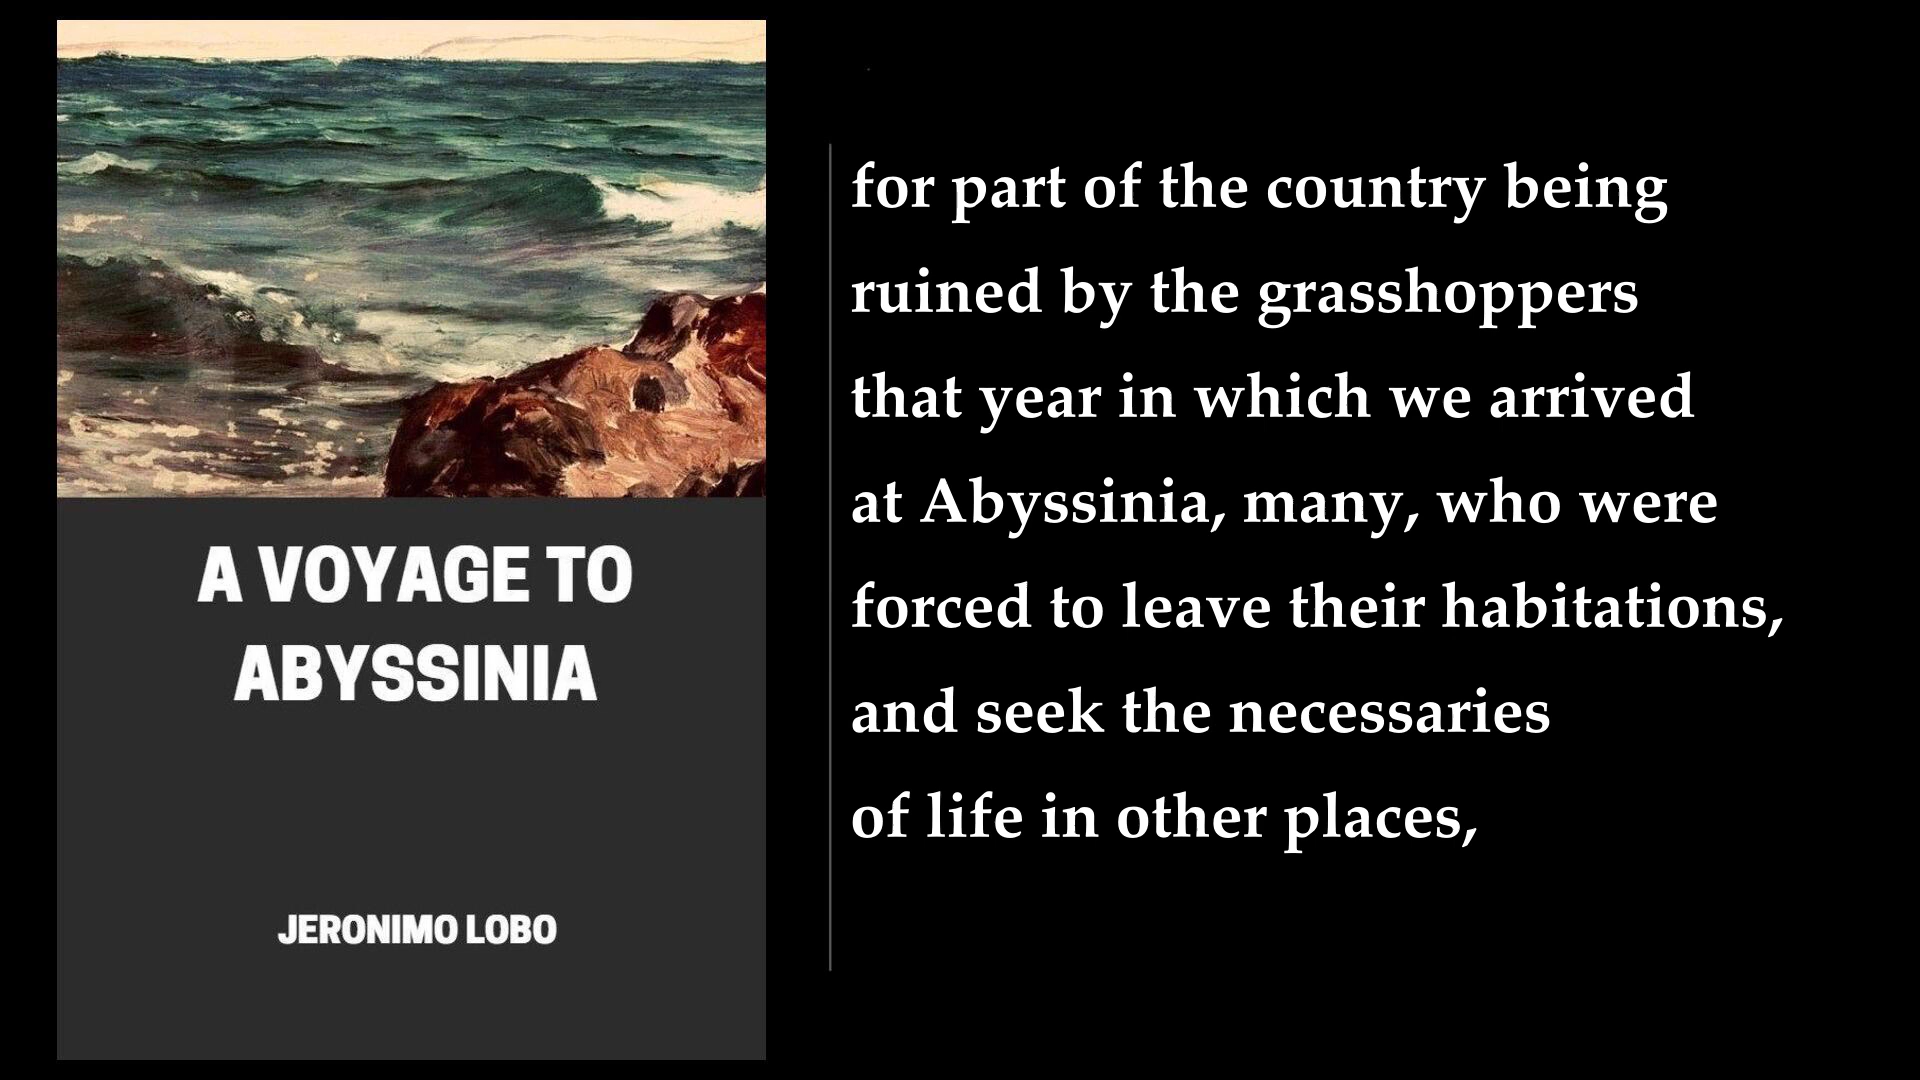 A VOYAGE TO
ABYSSINIA
JERONIMO LOBO
for part of the country being
ruined by the grasshoppers
that year in which we arrived
at Abyssinia, many, who were
forced to leave their habitations,
and seek the necessaries
of life in other places,